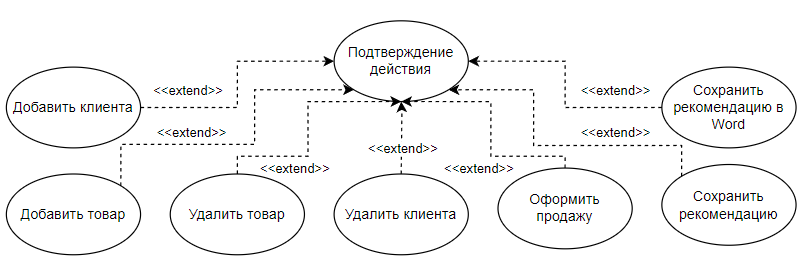 Подтверждение
действия
<<extend>>
<<extend>>
Добавить клиента
<<extend>>
<<extend>>
Сохранить
рекомендацию в
Word
<<extend>>
<<extend>>
<<extend>>
Добавить товар
Удалить товар
Удалить клиента
Оформить
продажу
Сохранить
рекомендацию